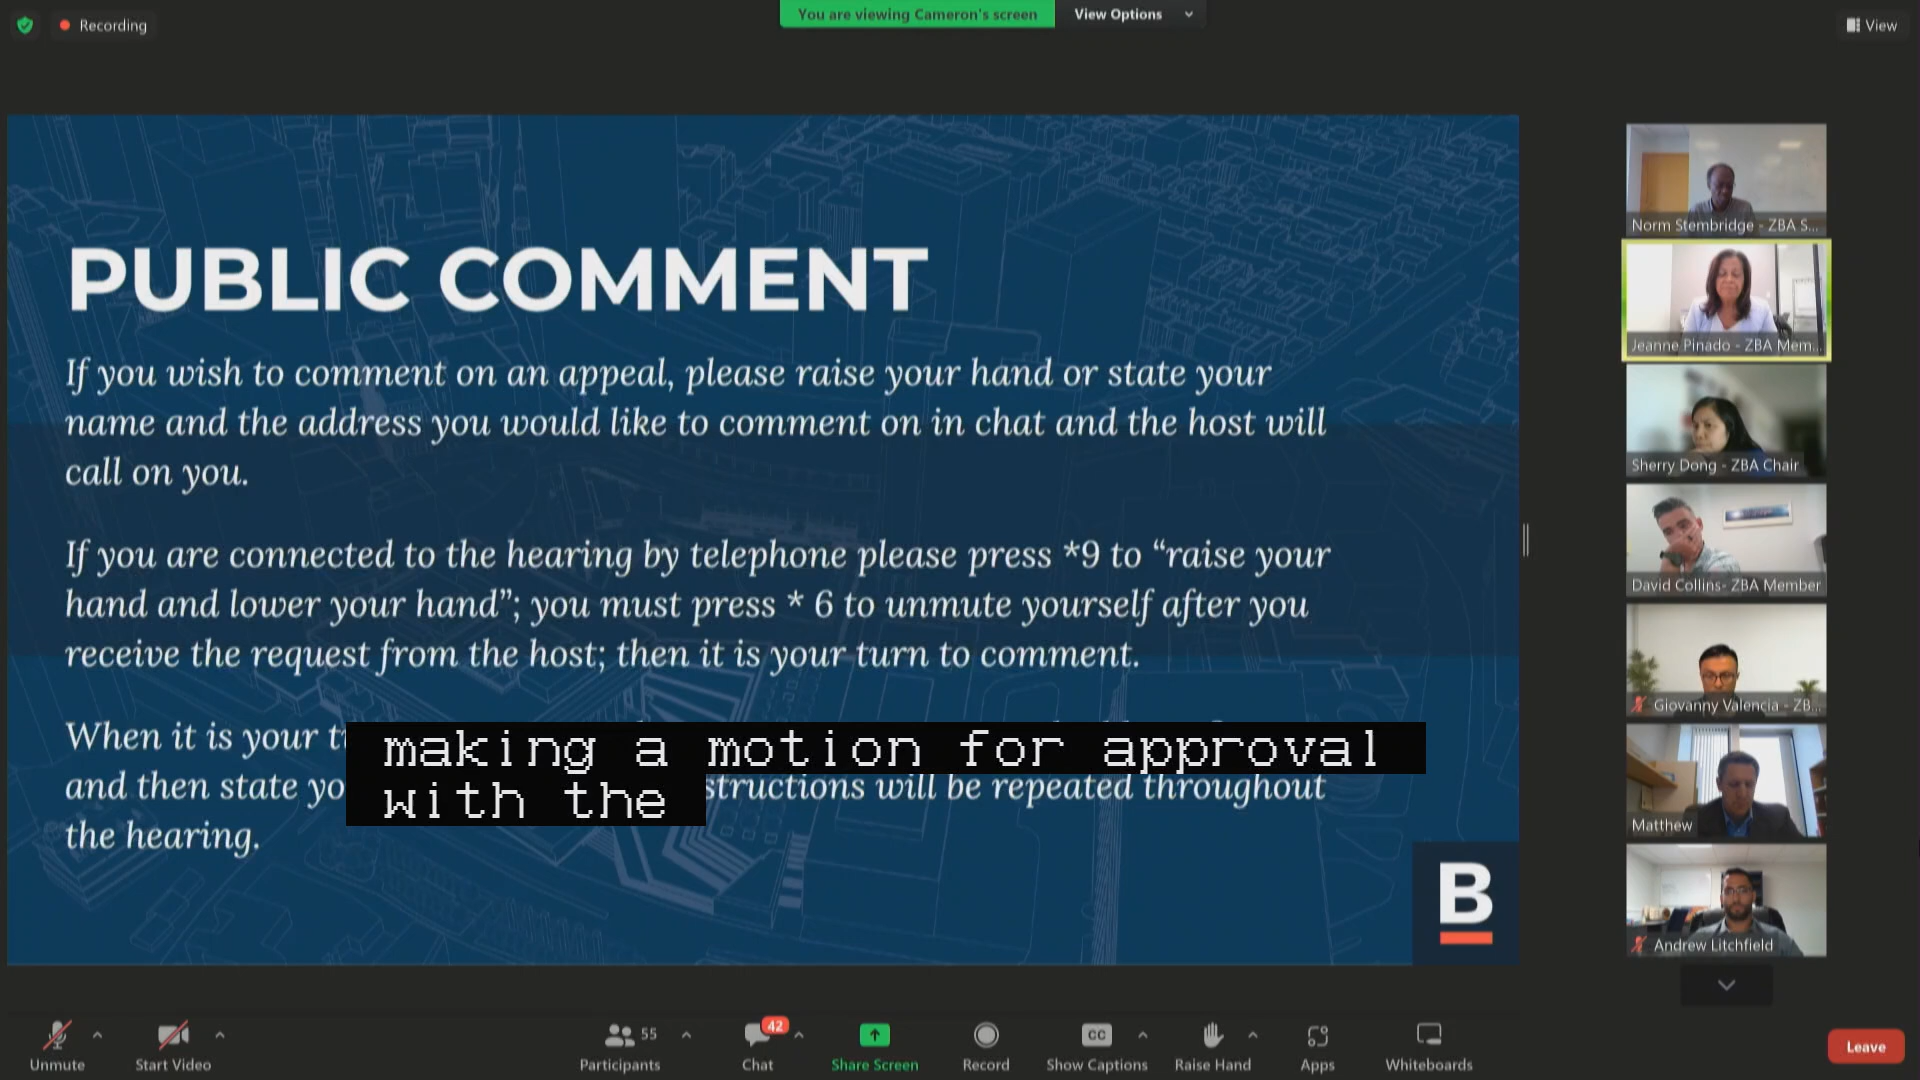 Recording
You are viewing Cameron's screen
View Options
View
PUBLIC COMMENT
If you wish to comment on an appeal, please raise your hand or state your
name and the address you would like to comment on in chat and the host will
call on you.
If you are connected to the hearing by telephone please press *9 to “raise your
hand and lower your hand”; you must press * 6 to unmute yourself after you
receive the request from the host; then it is your turn to comment.
When it is your
and then state structions will be repeated throughout
the hearing.
making a motion for approval
with the
B
Norm Stembridge - ZBA S...
Jeanne Pinado - ZBA Mem...
Sherry Dong - ZBA Chair
David Collins- ZBA Member
Giovanny Valencia - ZB...
Matthew
Andrew Litchfield
Unmute
Start Video
55
Participants
42
Chat
Share Screen
Record
CC
Show Captions
Raise Hand
Apps
Whiteboards
Leave